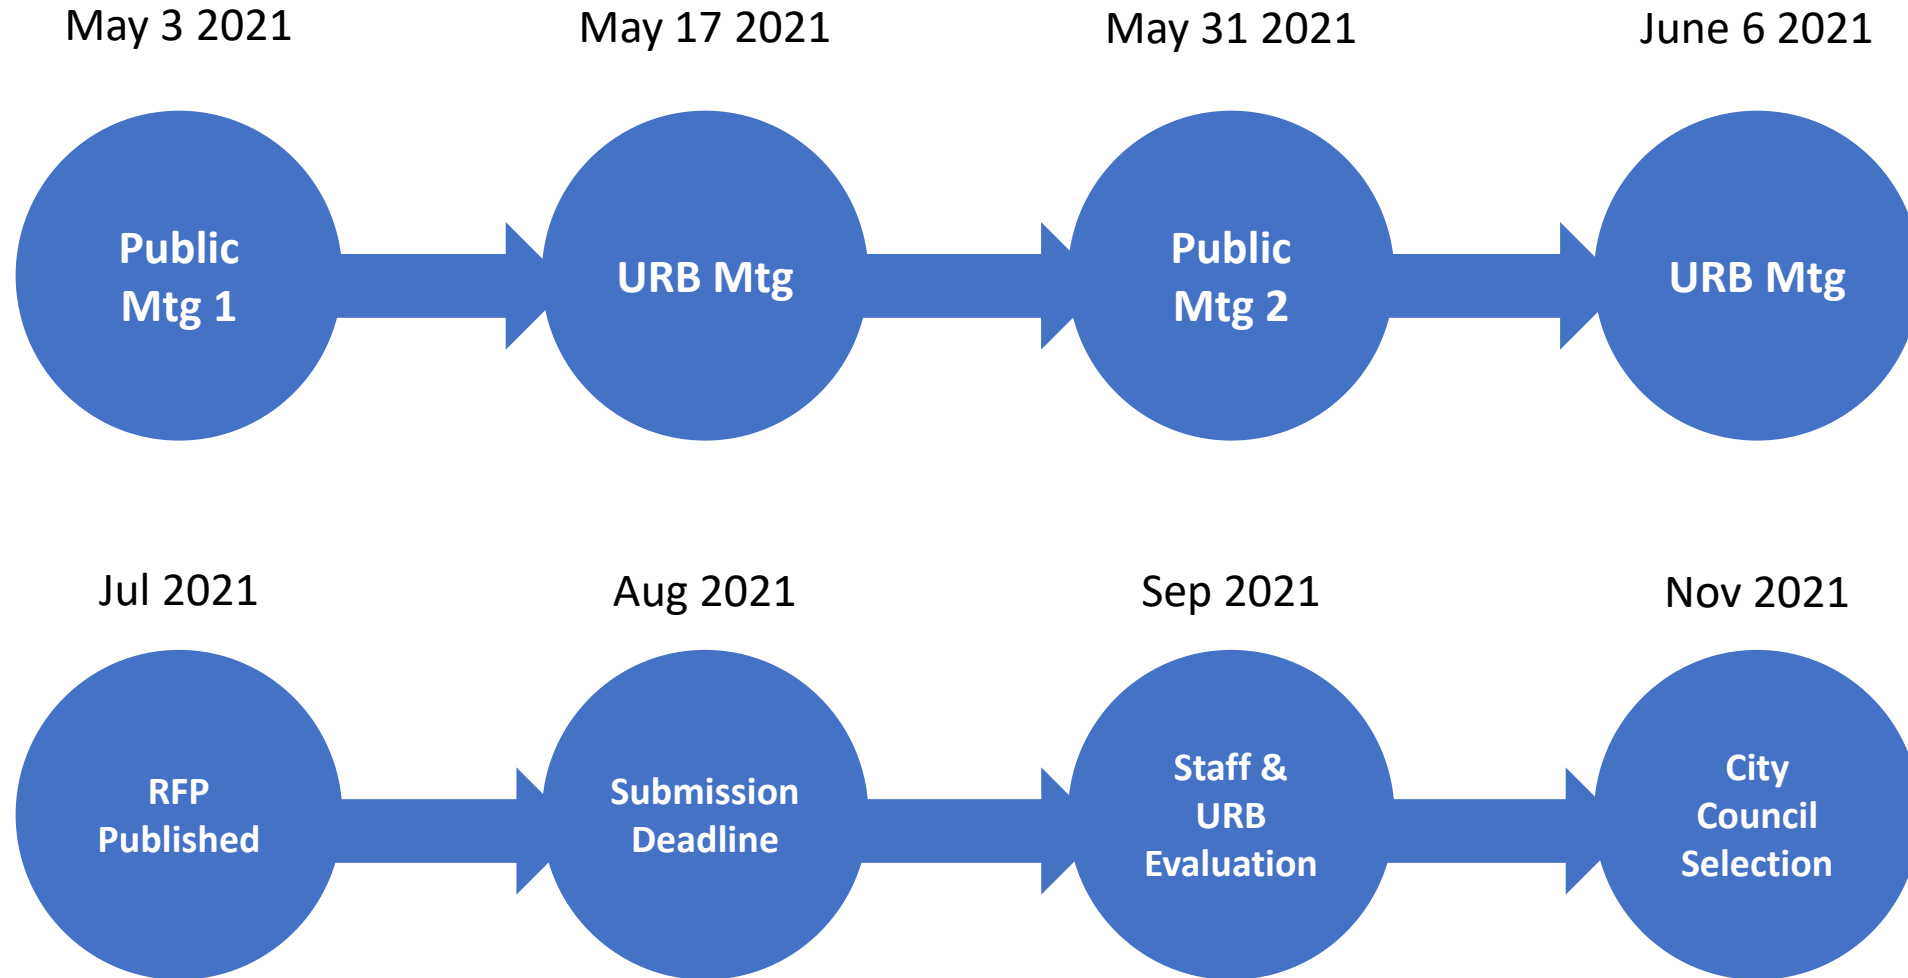 May 3 2021
May 17 2021
May 31 2021
June 6 2021
Public
Mtg 1
URB Mtg
Public
Mtg 2
URB Mtg
Jul 2021
Aug 2021
Sep 2021
Nov 2021
RFP
Published
Submission
Deadline
Staff &
URB
Evaluation
City
Council
Selection